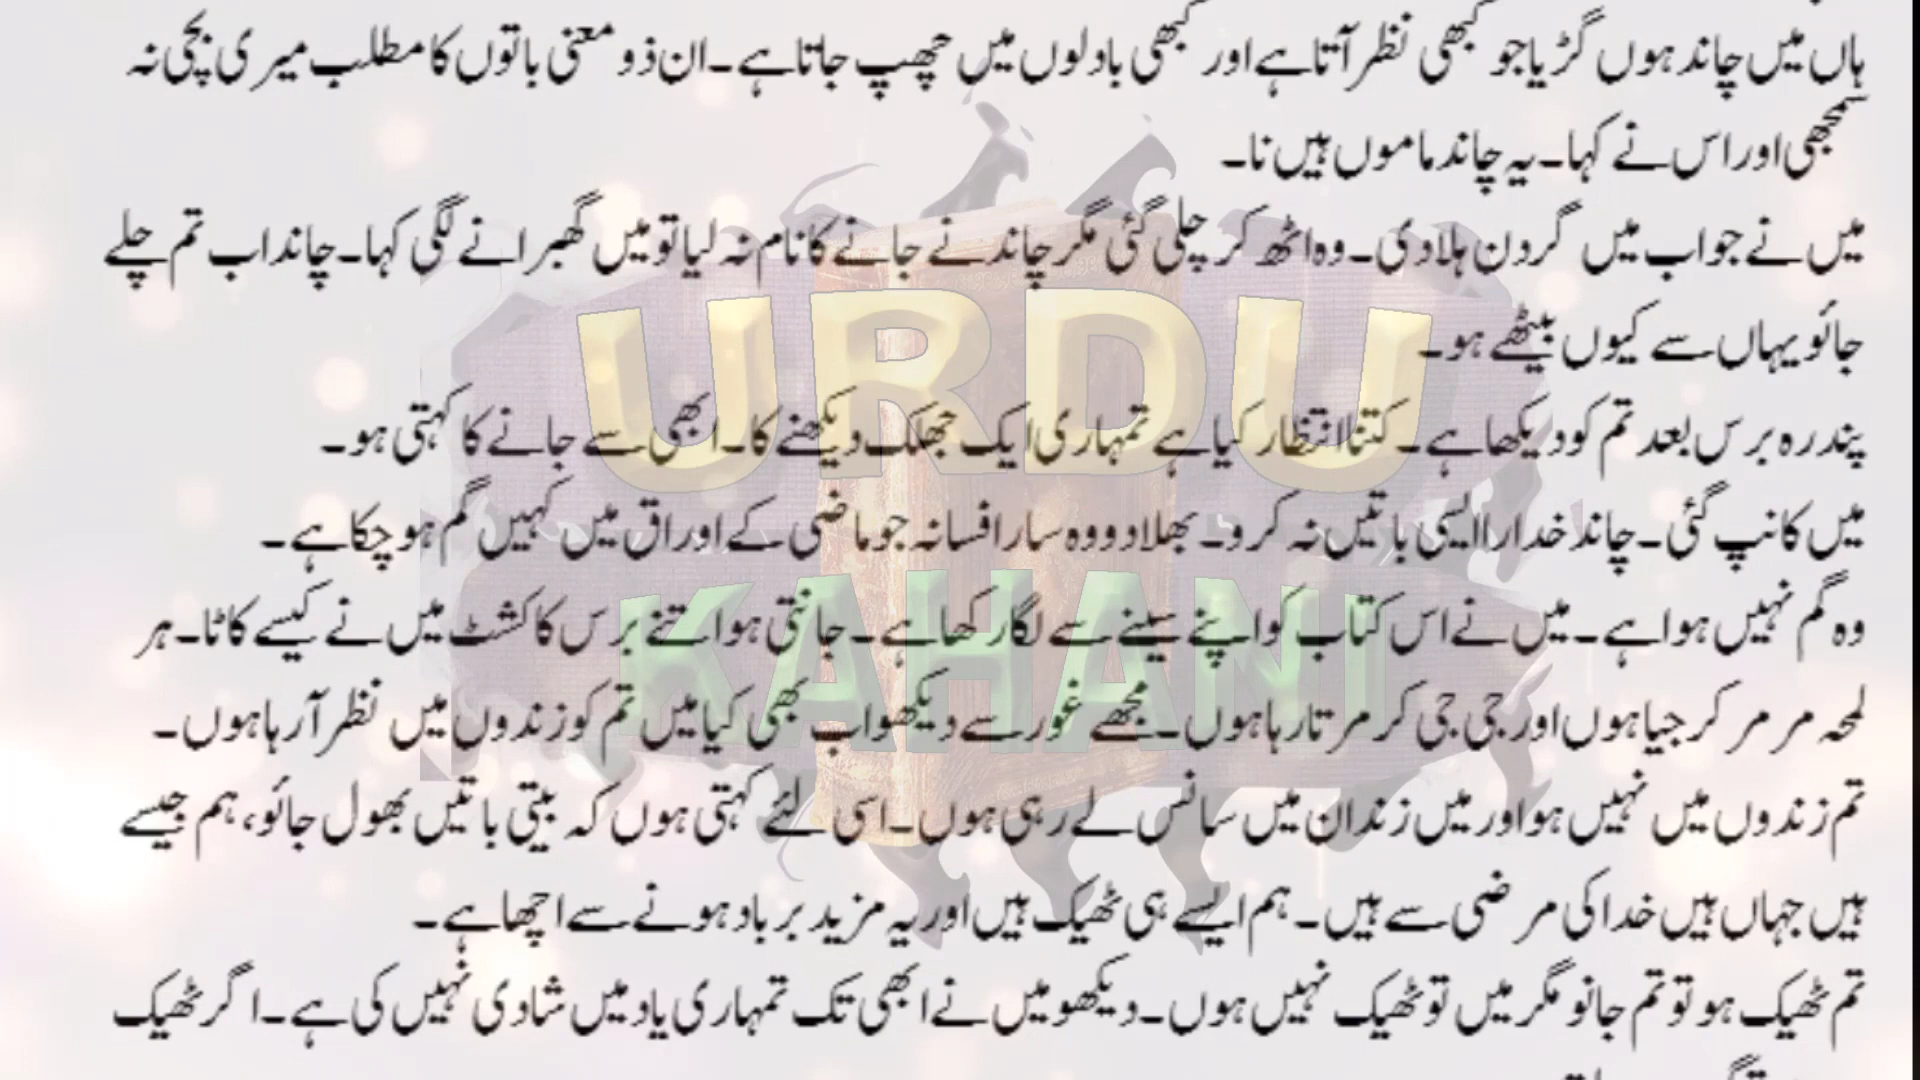 ہاں میں چاند ہوں گڑیا جو کبھی نظر آتا ہے اور کبھی بادلوں میں چھپ جاتا ہے۔ ان ذو معنی باتوں کا مطلب میری بچی نہ
سمجھی اور اس نے کہا۔ یہ چاند ماموں ہیں نا۔
میں نے جواب میں گردن ہلا دی۔ وہ اٹھ کر چلی گئی مگر چاند نے جانے کا نام نہ لیا تو میں گھبرانے لگی کہا۔ چاند اب تم چلے
جائو یہاں سے کیوں بیٹھے ہو۔
پندرہ برس بعد تم کو دیکھا ہے۔ کتنا انتظار کیا ہے تمہاری ایک جھلک دیکھنے کا۔ ابھی سے جانے کا کہتی ہو۔
میں کانپ گئی۔ چاند خدارا ایسی باتیں نہ کرو۔ بھلا دو وہ سارا فسانہ جو ماضی کے اوراق میں کہیں گم ہو چکا ہے۔
وہ گم نہیں ہوا ہے۔ میں نے اس کتاب کو اپنے سینے سے لگا رکھا ہے۔ جانتی ہو اتنے برس کا کشٹ میں نے کیسے کاٹا۔ ہر
لمحہ مر مر کر جیا ہوں اور جی جی کر مرتا رہا ہوں۔ مجھے غور سے دیکھو اب بھی کیا میں تم کو زندوں میں نظر آ رہا ہوں۔
تم زندوں میں نہیں ہو اور میں زندان میں سانس لے رہی ہوں۔ اسی لئے کہتی ہوں کہ بیتی باتیں بھول جائو، ہم جیسے
ہیں جہاں ہیں خدا کی مرضی سے ہیں۔ ہم ایسے ہی ٹھیک ہیں اور یہ مزید برباد ہونے سے اچھا ہے۔
تم ٹھیک ہو تو تم جانو مگر میں تو ٹھیک نہیں ہوں۔ دیکھو میں نے ابھی تک تمہاری یاد میں شادی نہیں کی ہے۔ اگر ٹھیک
URDU
KAHANI